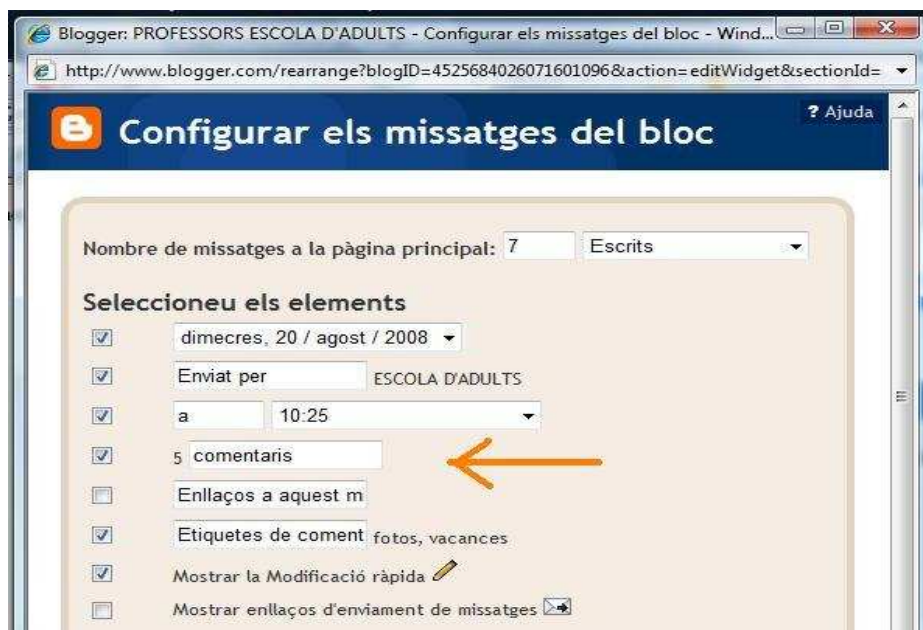 Blogger: PROFESSORS ESCOLA D'ADULTS - Configurar els missatges del bloc - Wind...
http://www.blogger.com/rearrange?blogID=4525684026071601096&action=editWidget&sectionId=
? Ajuda
Configurar els missatges del bloc
Nombre de missatges a la pàgina principal: 7 Escrits
Seleccioneu els elements
dimecres, 20 / agost / 2008
Enviat per ESCOLA D'ADULTS
a 10:25
5 comentaris
Enllaços a aquest m
Etiquetes de coment fotos, vacances
Mostrar la Modificació ràpida
Mostrar enllaços d'enviament de missatges